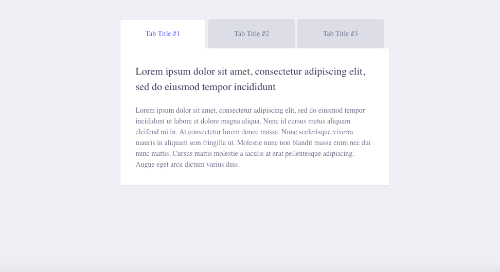 Tab Title #1
Tab Title #2
Tab Title #3
Lorem ipsum dolor sit amet, consectetur adipiscing elit,
sed do eiusmod tempor incididunt
Lorem ipsum dolor sit amet, consectetur adipiscing elit, sed do eiusmod tempor
incididunt ut labore et dolore magna aliqua. Nunc id cursus metus aliquam
eleifend mi in. At consectetur lorem donec massa. Nunc scelerisque viverra
mauris in aliquam sem fringilla ut. Molestie nunc non blandit massa enim nec dui
nunc mattis. Cursus mattis molestie a iaculis at erat pellentesque adipiscing.
Augue eget arcu dictum varius duis.